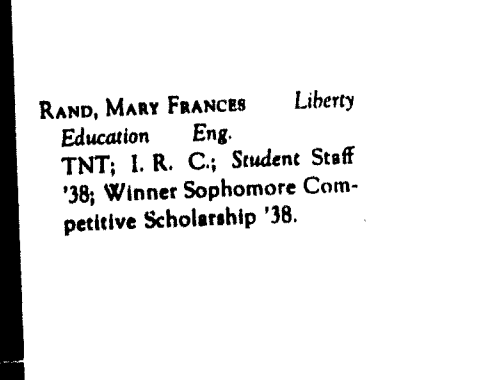 RAND, MARY FRANCES Liberty
Education Eng.
TNT; I. R. C.; Student Staff
'38; Winner Sophomore Com-
petitive Scholarship '38.